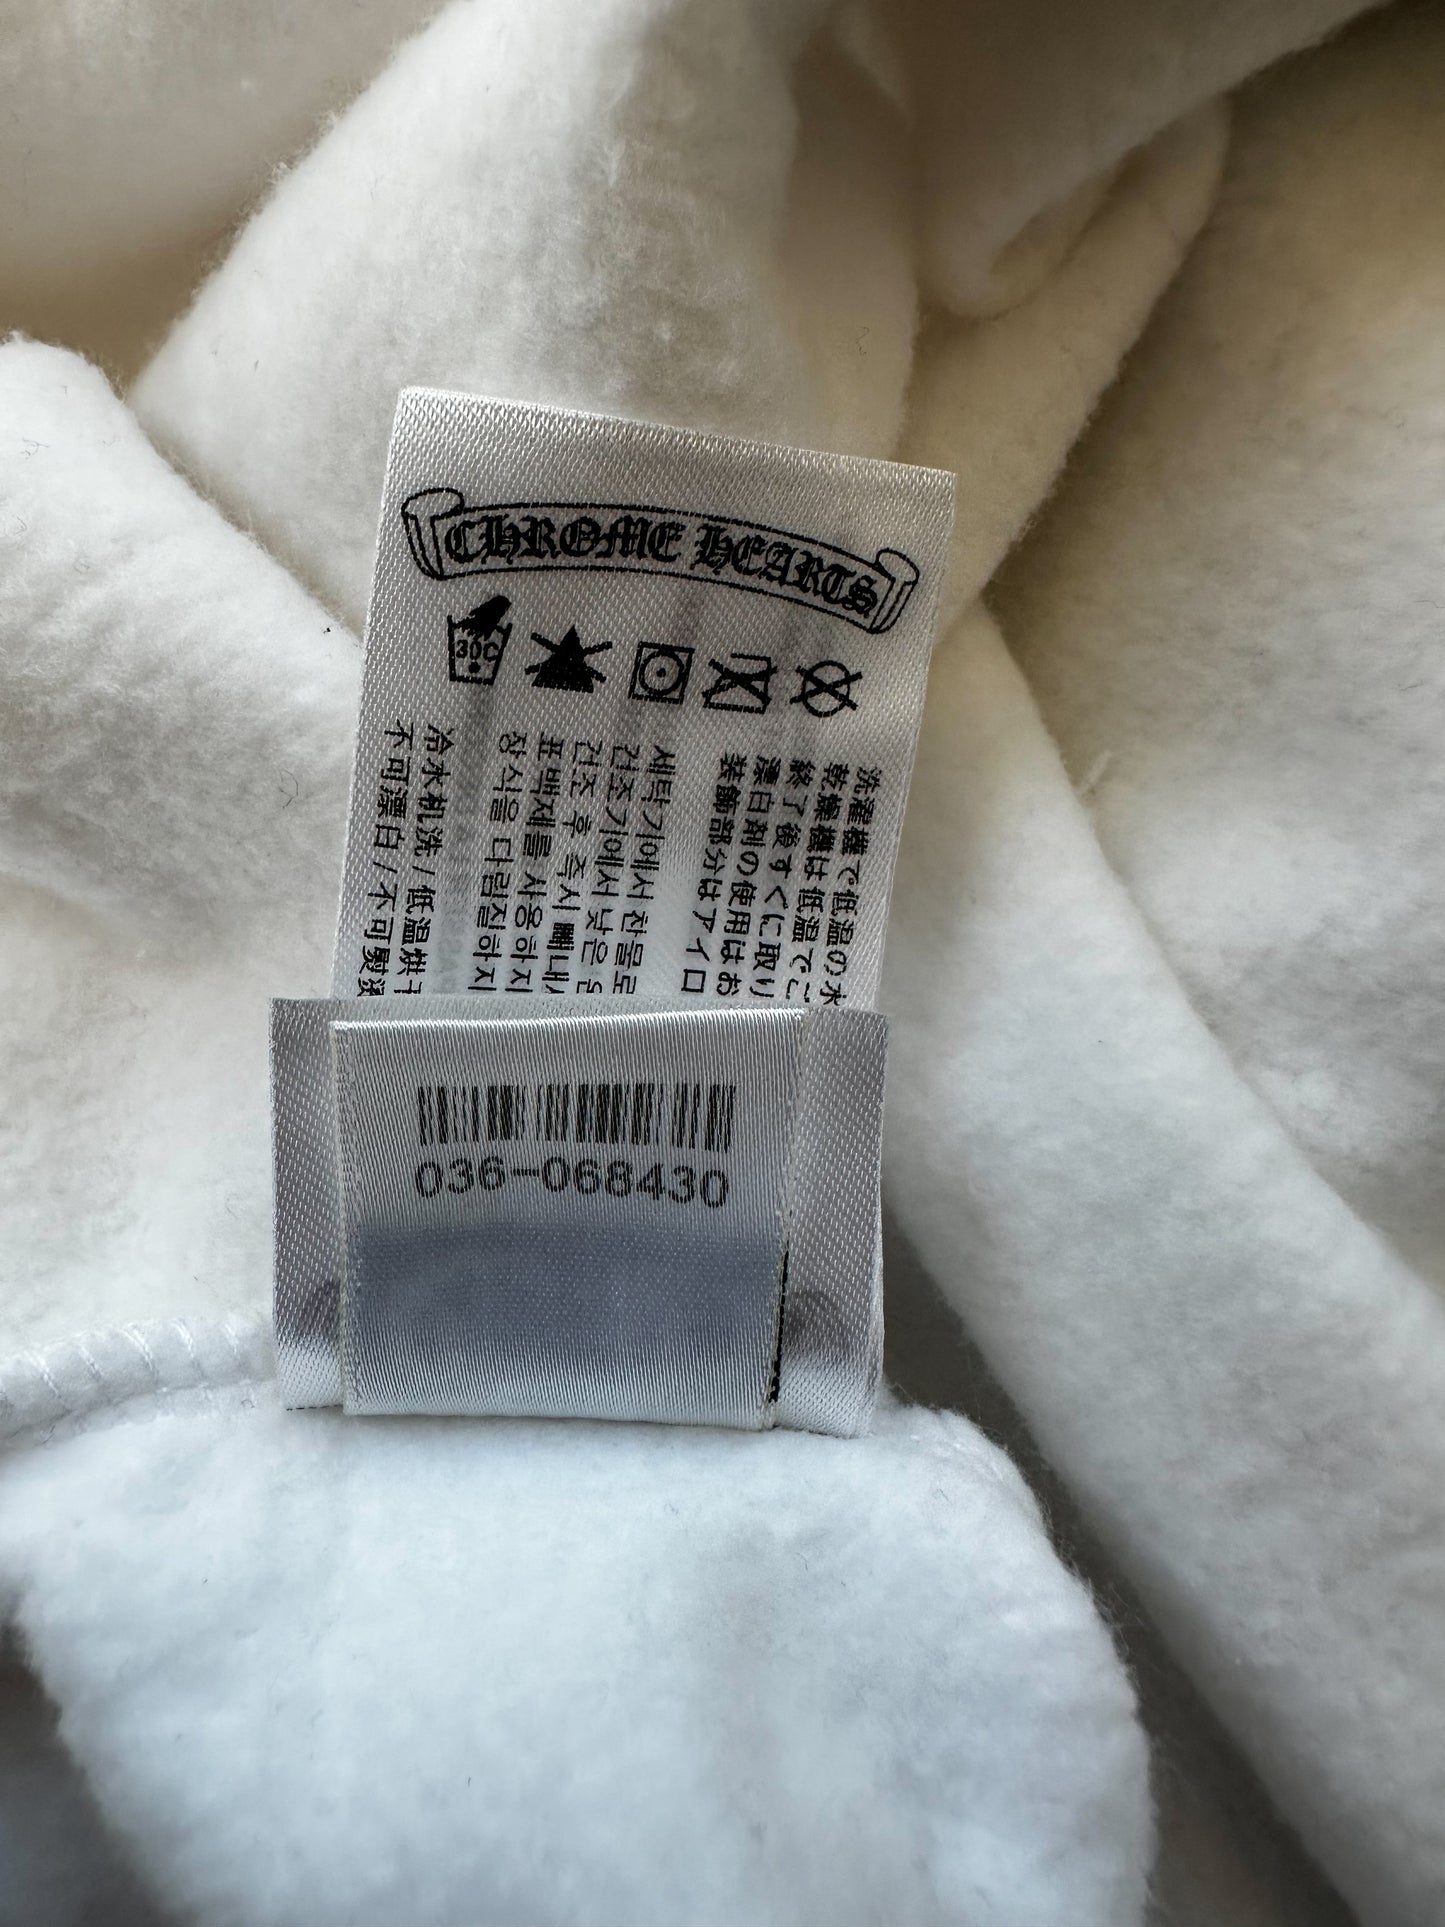 CHROME HEARTS
30C
洗濯機で低温の水
乾燥機は低温でご
終了後すぐに取り
漂白剤の使用はお
装飾部分はアイロ
세탁기에서 찬물로
건조기에서 낮은
건조 후 즉시 빼내
표백제를 사용하지
장식을 다림질하지
冷水机洗 / 低温烘干
不可漂白 / 不可熨烫
036-068430